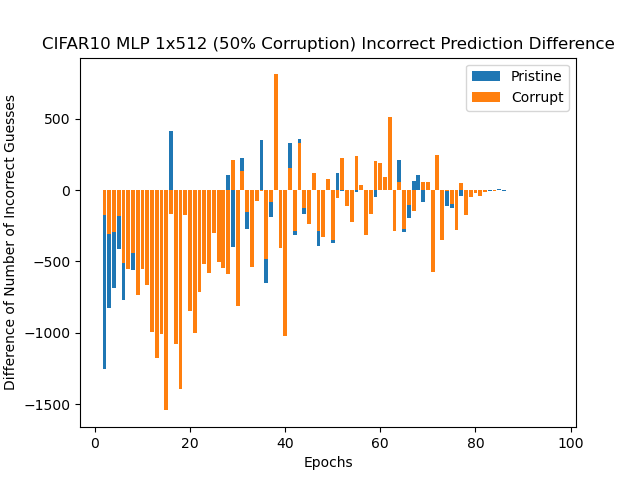 CIFAR10 MLP 1x512 (50% Corruption) Incorrect Prediction Difference
Pristine
Corrupt
Difference of Number of Incorrect Guesses
500
0
−500
−1000
−1500
0 20 40 60 80 100
Epochs